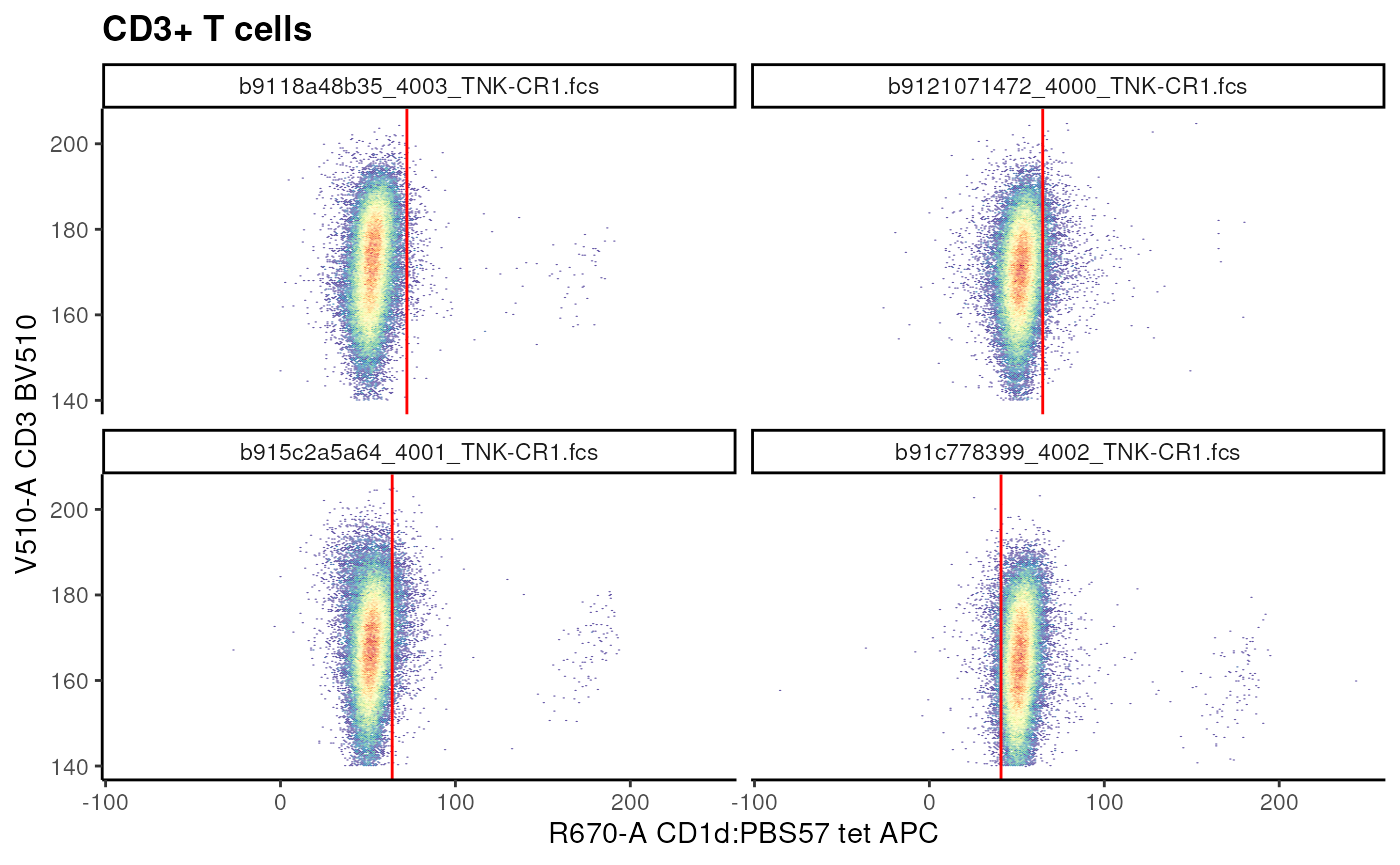 CD3+ T cells
b9118a48b35_4003_TNK-CR1.fcs
b9121071472_4000_TNK-CR1.fcs
200
180
160
140
b915c2a5a64_4001_TNK-CR1.fcs
b91c778399_4002_TNK-CR1.fcs
200
180
160
140
-100
0
100
200
-100
0
100
200
V510-A CD3 BV510
R670-A CD1d:PBS57 tet APC